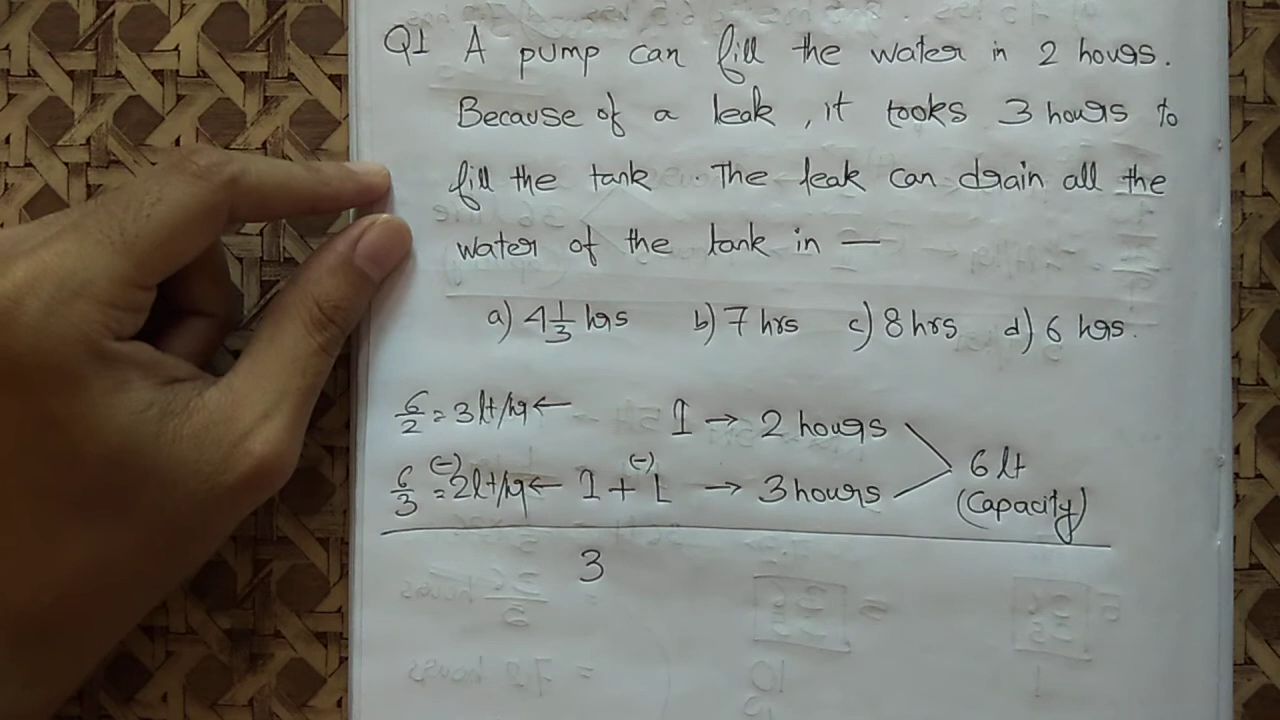 Q1 A pump can fill the water in 2 hours.
Because of a leak, it tooks 3 hours to
fill the tank. The leak can drain all the
water of the tank in —
a) 4 1/3 hrs b) 7 hrs c) 8 hrs d) 6 hrs.
6/2 = 3 lt/hr ← I → 2 hours
6 lt
(Capacity)
(-) (-)
6/3 = 2 lt/hr ← I + L → 3 hours
3